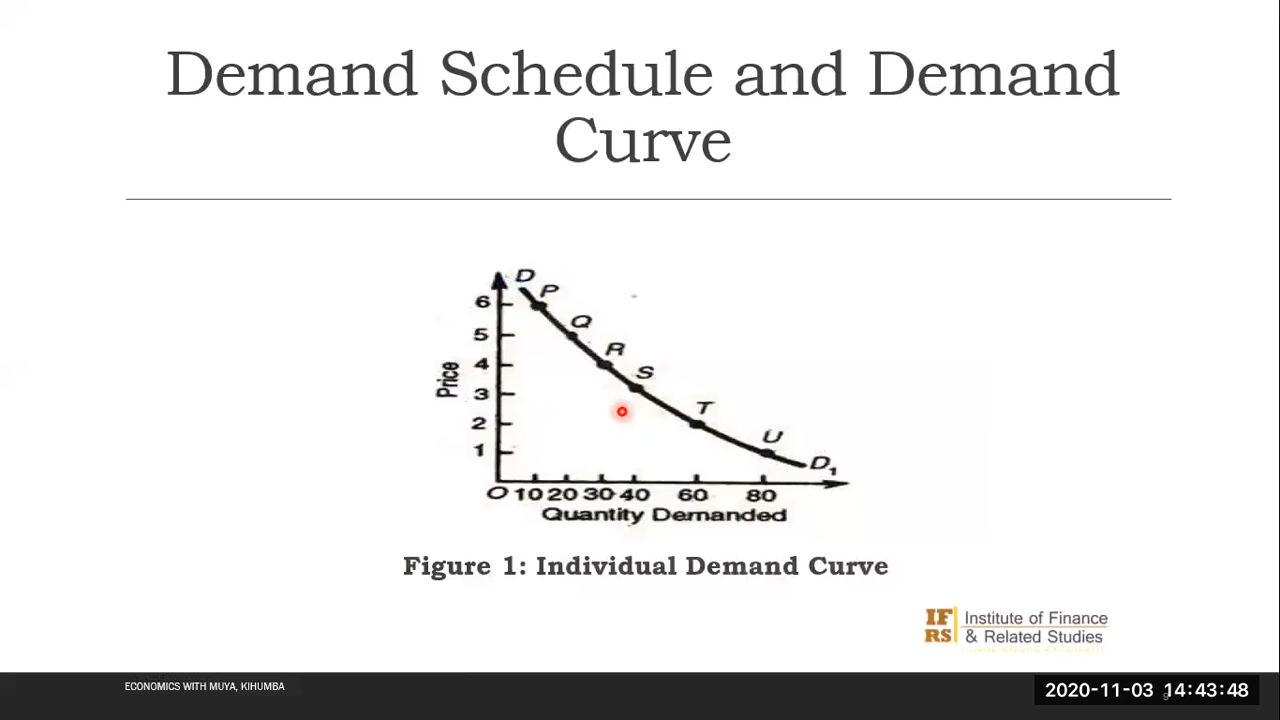 Demand Schedule and Demand
Curve
D
P
6
Q
5
R
4
S
3
T
2
U
1
D1
Price
O 10 20 30 40 60 80
Quantity Demanded
Figure 1: Individual Demand Curve
IF RS
Institute of Finance
& Related Studies
ECONOMICS WITH MUYA, KIHUMBA
2020-11-03 14:43:48